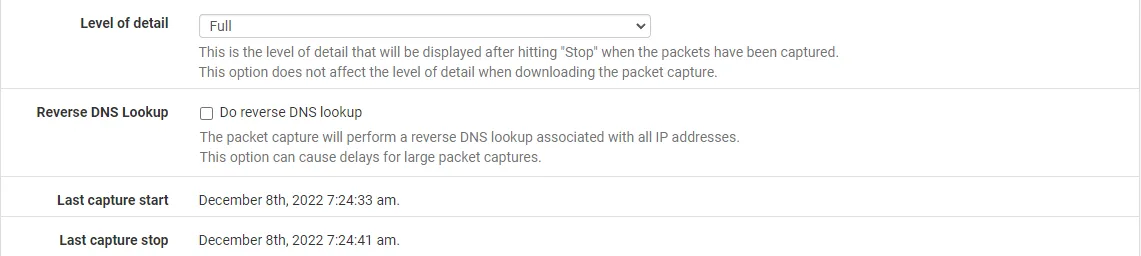 Level of detail
Full
This is the level of detail that will be displayed after hitting "Stop" when the packets have been captured.
This option does not affect the level of detail when downloading the packet capture.
Reverse DNS Lookup
Do reverse DNS lookup
The packet capture will perform a reverse DNS lookup associated with all IP addresses.
This option can cause delays for large packet captures.
Last capture start
December 8th, 2022 7:24:33 am.
Last capture stop
December 8th, 2022 7:24:41 am.